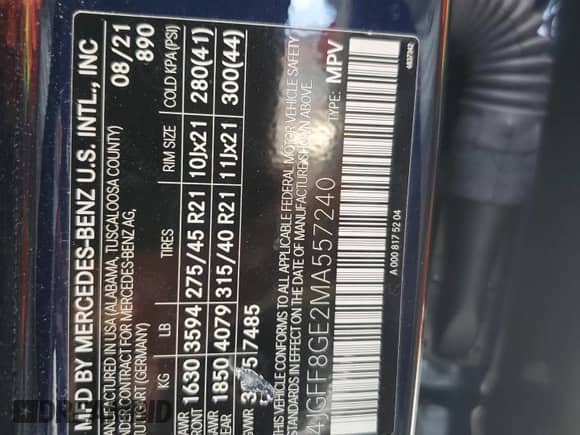 MFD BY MERCEDES-BENZ U.S. INTL., INC
MANUFACTURED IN USA (ALABAMA, TUSCALOOSA COUNTY)
UNDER CONTRACT FOR MERCEDES-BENZ AG,
STUTTGART (GERMANY)
08/21
890
KG LB TIRES RIM SIZE COLD KPA (PSI)
GAWR FRONT 1630 3594 275/45 R21 10Jx21 280(41)
GAWR REAR 1850 4079 315/40 R21 11Jx21 300(44)
GVWR 7485
THIS VEHICLE CONFORMS TO ALL APPLICABLE FEDERAL MOTOR VEHICLE SAFETY
STANDARDS IN EFFECT ON THE DATE OF MANUFACTURE SHOWN ABOVE.
4JGFF8GE2MA557240 TYPE: MPV
A 000 817 52 04
4837342